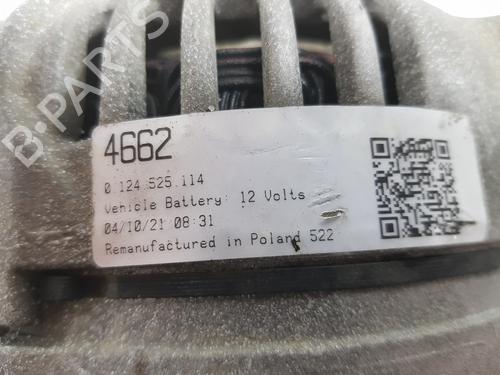 B-PARTS
4662
0 124 525 114
Vehicle Battery: 12 Volts
04/10/21 08:31
Remanufactured in Poland 522